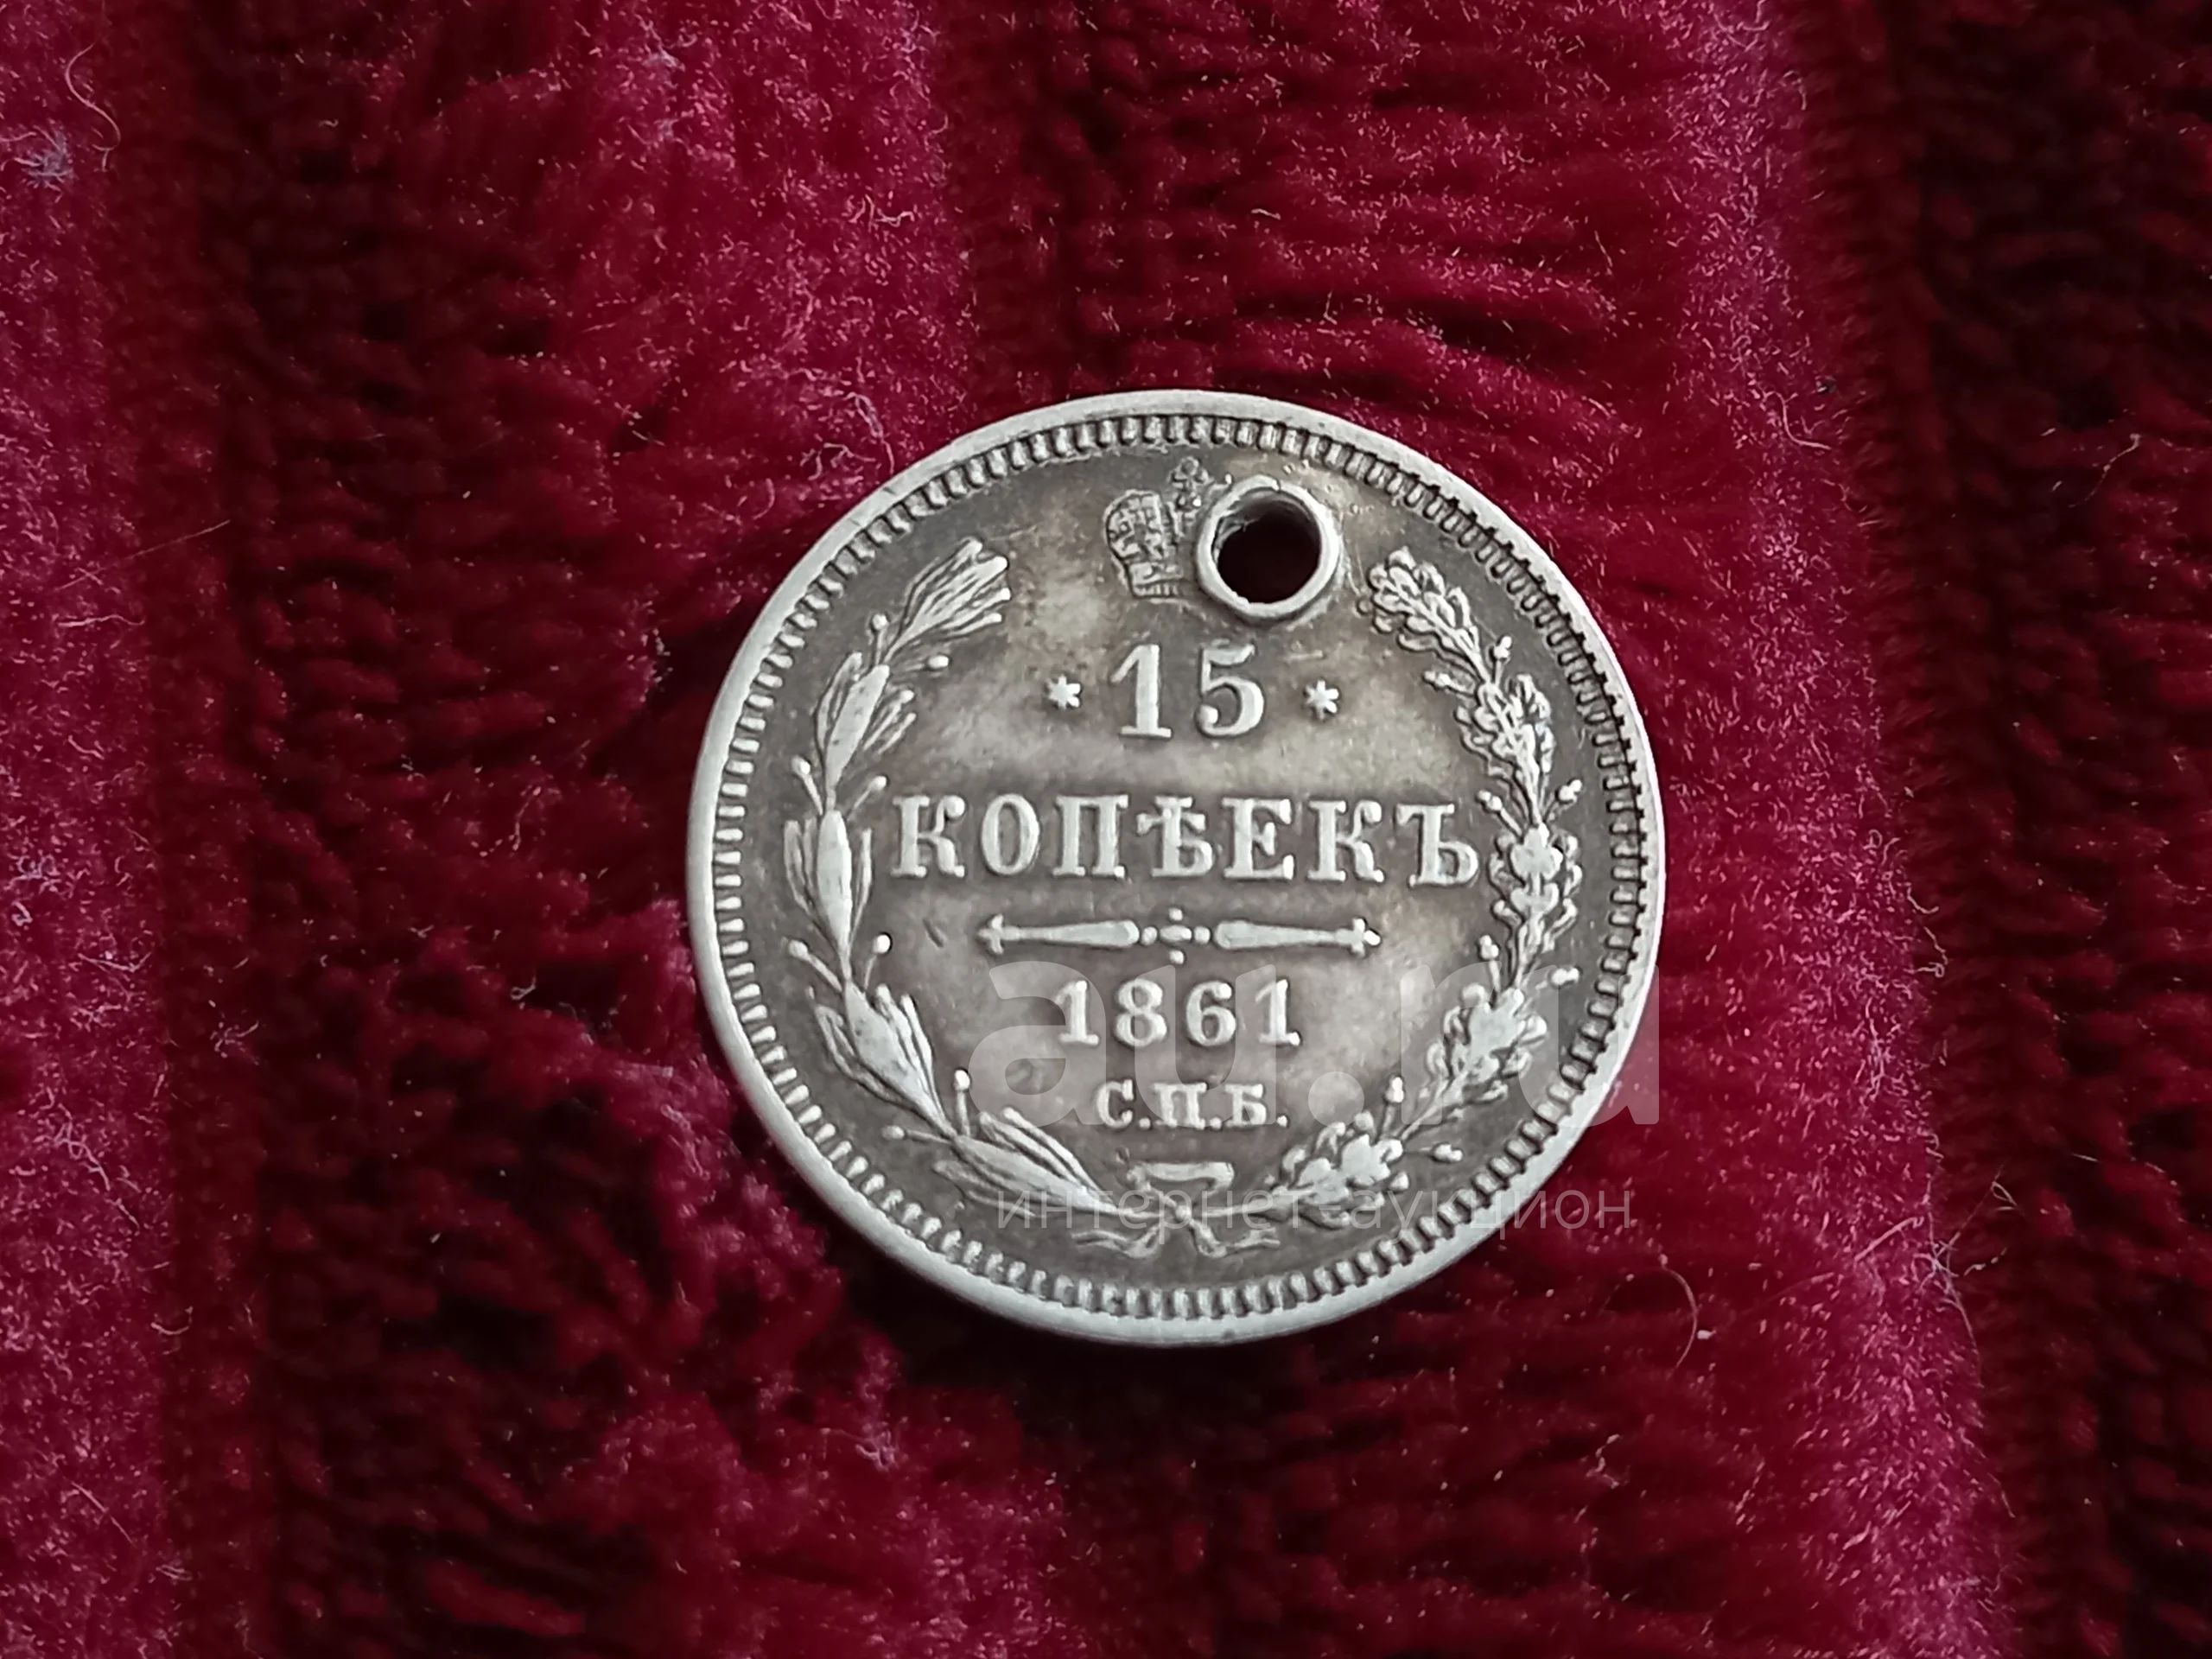 * 15 *
КОПѢЕКЪ
1861
С.П.Б.
au.ru
интернет-аукцион